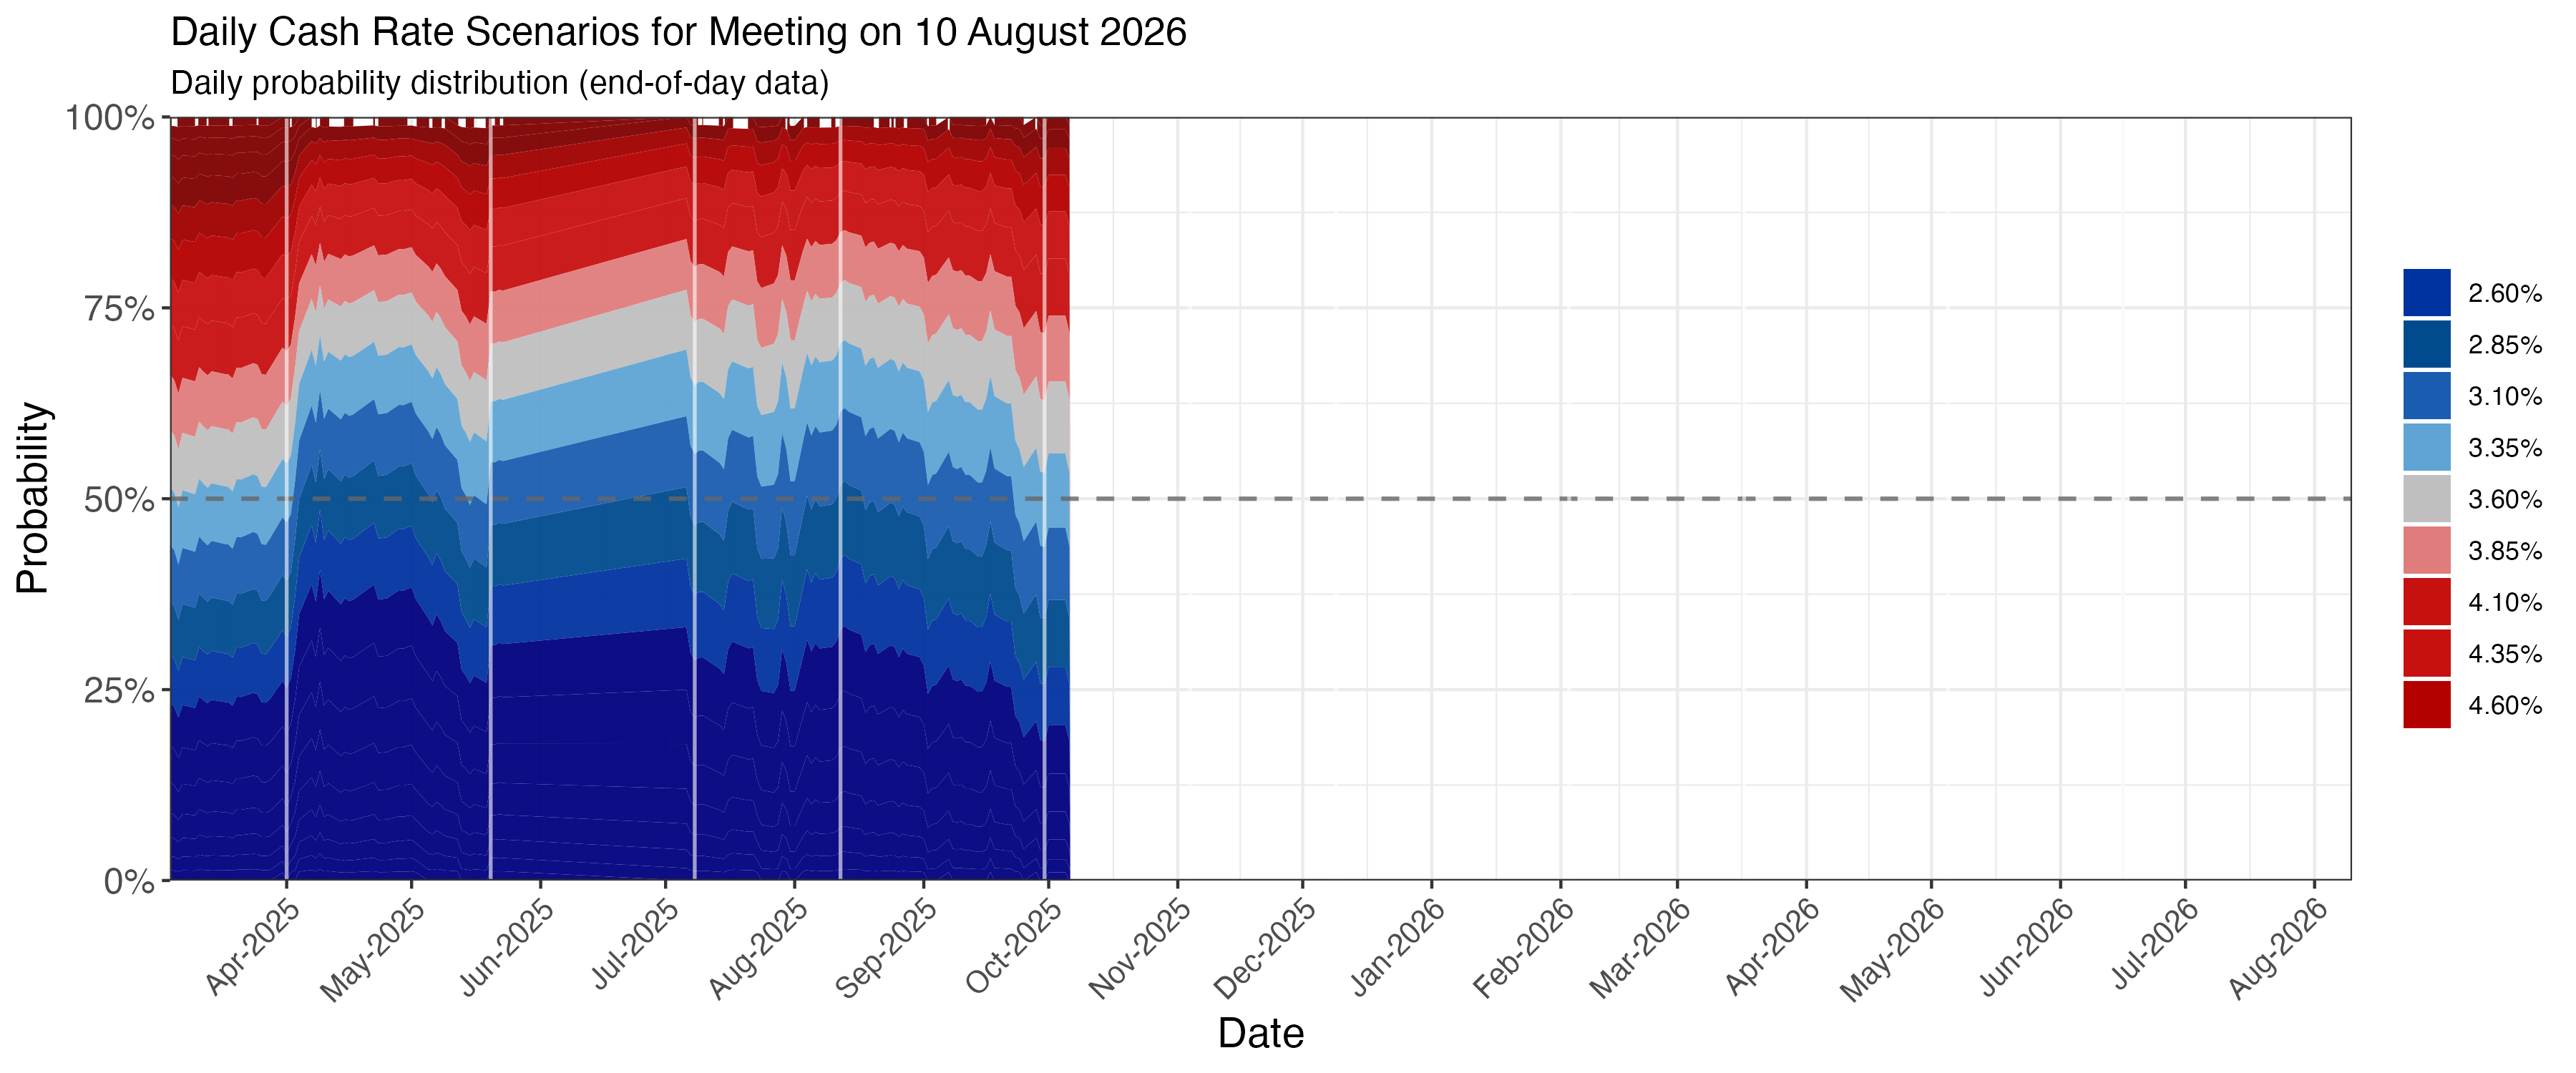 Daily Cash Rate Scenarios for Meeting on 10 August 2026
Daily probability distribution (end-of-day data)
Probability
100%
75%
50%
25%
0%
Apr-2025
May-2025
Jun-2025
Jul-2025
Aug-2025
Sep-2025
Oct-2025
Nov-2025
Dec-2025
Jan-2026
Feb-2026
Mar-2026
Apr-2026
May-2026
Jun-2026
Jul-2026
Aug-2026
Date
2.60%
2.85%
3.10%
3.35%
3.60%
3.85%
4.10%
4.35%
4.60%